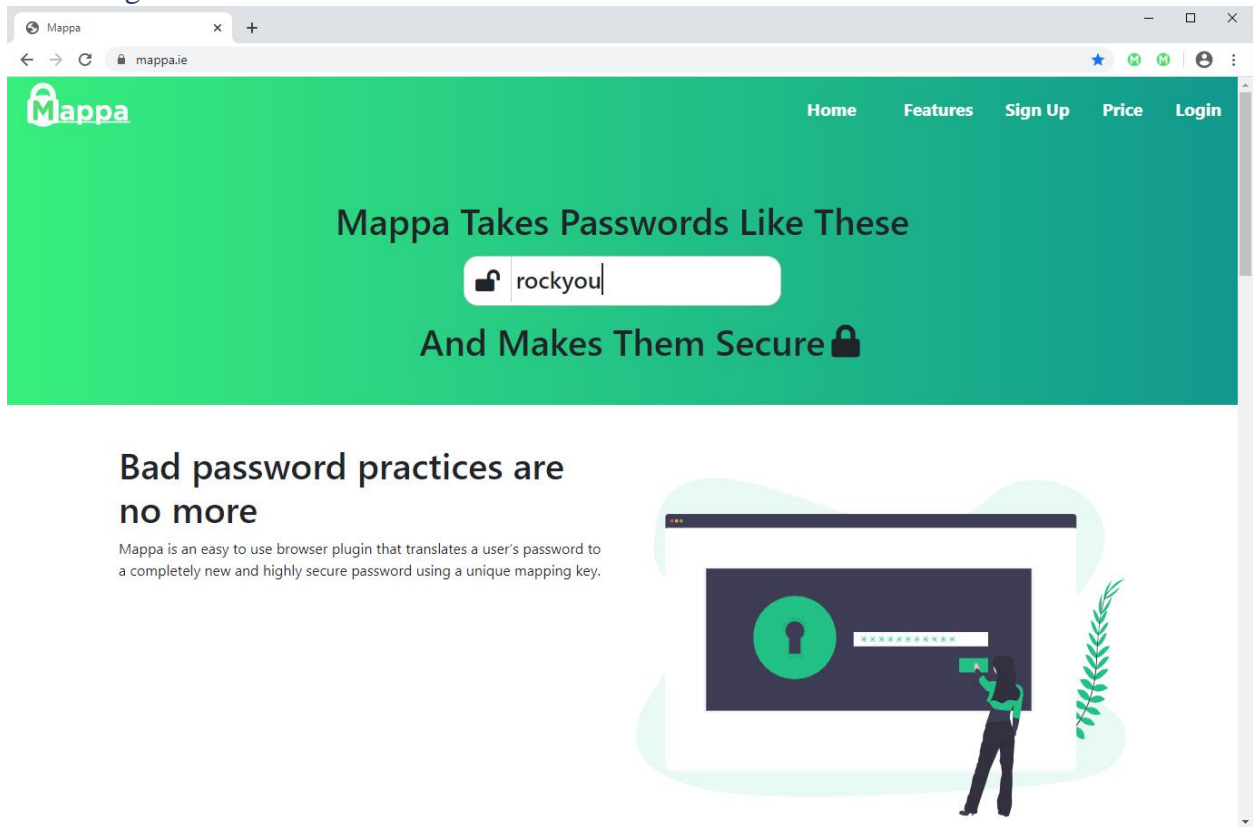 Mappa
mappa.ie
Mappa
Home Features Sign Up Price Login
Mappa Takes Passwords Like These
rockyou
And Makes Them Secure
Bad password practices are
no more
Mappa is an easy to use browser plugin that translates a user's password to
a completely new and highly secure password using a unique mapping key.
***********